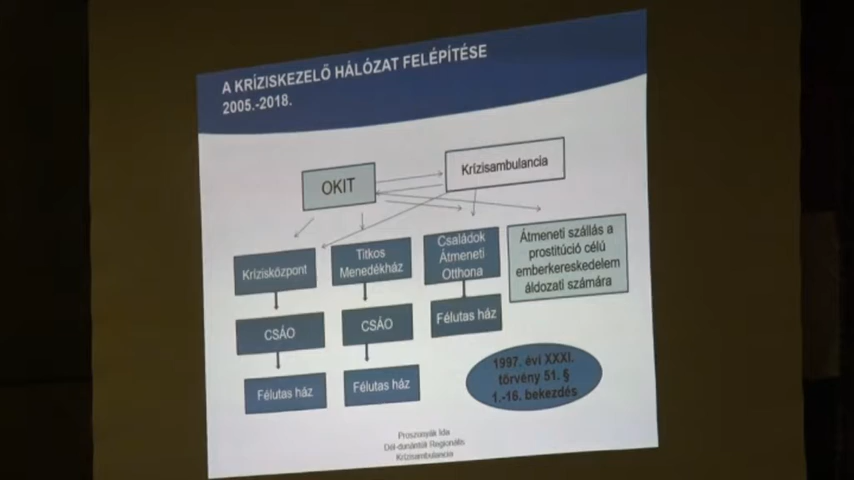 A KRÍZISKEZELŐ HÁLÓZAT FELÉPÍTÉSE
2005.-2018.
OKIT
Krízisambulancia
Krízisközpont
Titkos
Menedékház
Családok
Átmeneti
Otthona
Átmeneti szállás a
prostitúció célú
emberkereskedelem
áldozati számára
CSÁO
CSÁO
Félutas ház
Félutas ház
Félutas ház
1997. évi XXXI.
törvény 51. §
1.-16. bekezdés
Proszonyák Ida
Dél-dunántúli Regionális
Krízisambulancia